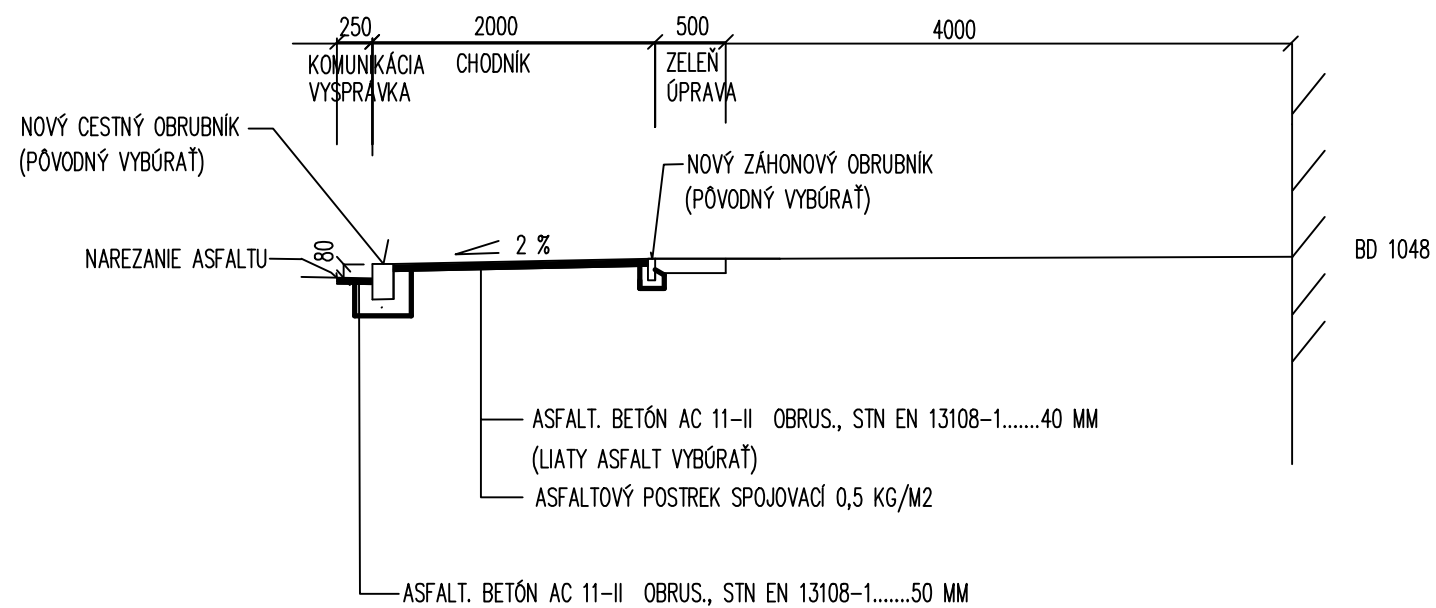 250
2000
500
4000
KOMUNIKÁCIA
VYSPRÁVKA
CHODNÍK
ZELEŇ
ÚPRAVA
NOVÝ CESTNÝ OBRUBNÍK
(PÔVODNÝ VYBÚRAŤ)
NOVÝ ZÁHONOVÝ OBRUBNÍK
(PÔVODNÝ VYBÚRAŤ)
NAREZANIE ASFALTU
80
2 %
BD 1048
ASFALT. BETÓN AC 11-II OBRUS., STN EN 13108-1.......40 MM
(LIATY ASFALT VYBÚRAŤ)
ASFALTOVÝ POSTREK SPOJOVACÍ 0,5 KG/M2
ASFALT. BETÓN AC 11-II OBRUS., STN EN 13108-1.......50 MM